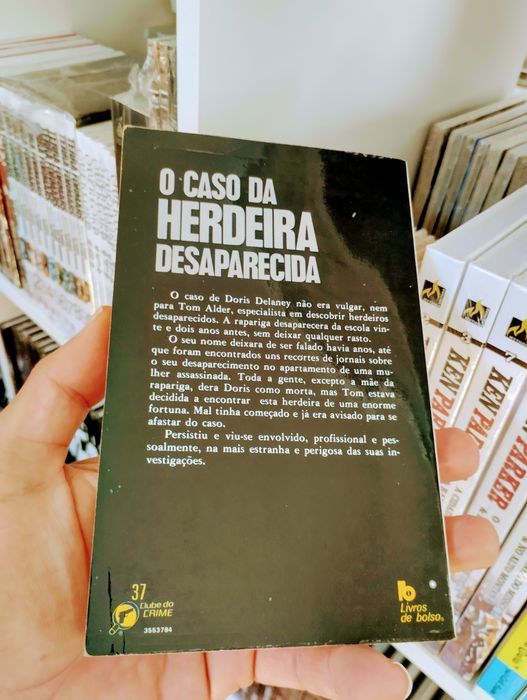 O CASO DA
HERDEIRA
DESAPARECIDA
O caso de Doris Delaney não era vulgar, nem
para Tom Alder, especialista em descobrir herdeiros
desaparecidos. A rapariga desaparecera da escola vin-
te e dois anos antes, sem deixar qualquer rasto.
O seu nome deixara de ser falado havia anos, até
que foram encontrados uns recortes de jornais sobre
o seu desaparecimento no apartamento de uma mu-
lher assassinada. Toda a gente, excepto a mãe da
rapariga, dera Doris como morta, mas Tom estava
decidida a encontrar esta herdeira de uma enorme
fortuna. Mal tinha começado e já era avisado para se
afastar do caso.
Persistiu e viu-se envolvido, profissional e pes-
soalmente, na mais estranha e perigosa das suas in-
vestigações.
37
Clube do
CRIME
3553784
Livros
de bolso
KEN PARKER
KEN PARKER
KEN PARKER